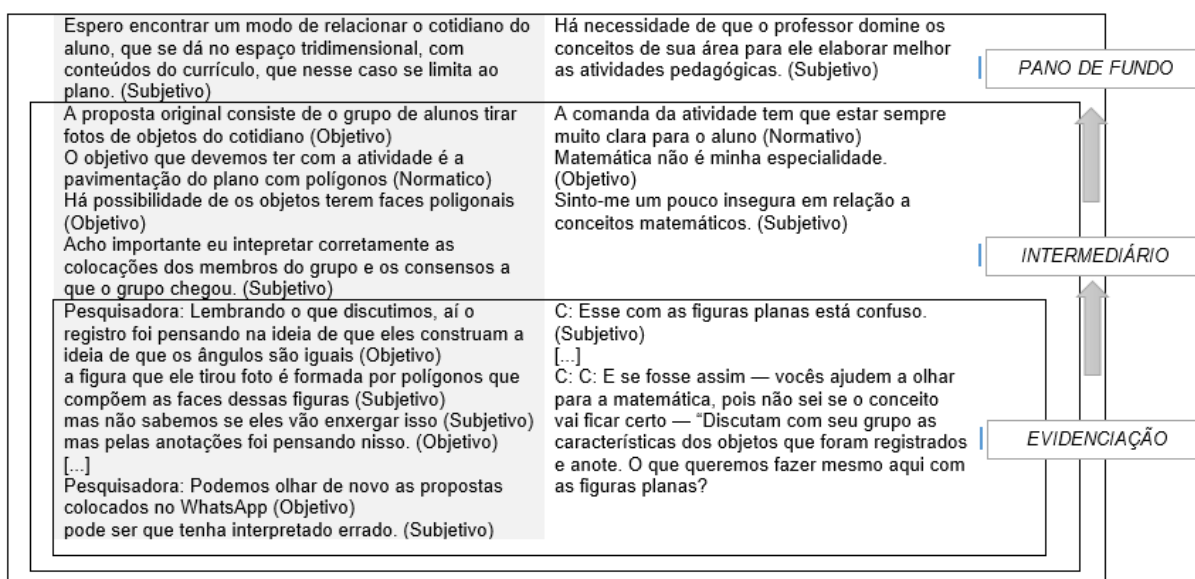 Espero encontrar um modo de relacionar o cotidiano do
aluno, que se dá no espaço tridimensional, com
conteúdos do currículo, que nesse caso se limita ao
plano. (Subjetivo)
Há necessidade de que o professor domine os
conceitos de sua área para ele elaborar melhor
as atividades pedagógicas. (Subjetivo)
PANO DE FUNDO
A proposta original consiste de o grupo de alunos tirar
fotos de objetos do cotidiano (Objetivo)
O objetivo que devemos ter com a atividade é a
pavimentação do plano com polígonos (Normatico)
Há possibilidade de os objetos terem faces poligonais
(Objetivo)
Acho importante eu intepretar corretamente as
colocações dos membros do grupo e os consensos a
que o grupo chegou. (Subjetivo)
A comanda da atividade tem que estar sempre
muito clara para o aluno (Normativo)
Matemática não é minha especialidade.
(Objetivo)
Sinto-me um pouco insegura em relação a
conceitos matemáticos. (Subjetivo)
INTERMEDIÁRIO
Pesquisadora: Lembrando o que discutimos, aí o
registro foi pensando na ideia de que eles construam a
ideia de que os ângulos são iguais (Objetivo)
a figura que ele tirou foto é formada por polígonos que
compõem as faces dessas figuras (Subjetivo)
mas não sabemos se eles vão enxergar isso (Subjetivo)
mas pelas anotações foi pensando nisso. (Objetivo)
[...]
Pesquisadora: Podemos olhar de novo as propostas
colocados no WhatsApp (Objetivo)
pode ser que tenha interpretado errado. (Subjetivo)
C: Esse com as figuras planas está confuso.
(Subjetivo)
[...]
C: C: E se fosse assim — vocês ajudem a olhar
para a matemática, pois não sei se o conceito
vai ficar certo — “Discutam com seu grupo as
características dos objetos que foram registrados
e anote. O que queremos fazer mesmo aqui com
as figuras planas?
EVIDENCIAÇÃO